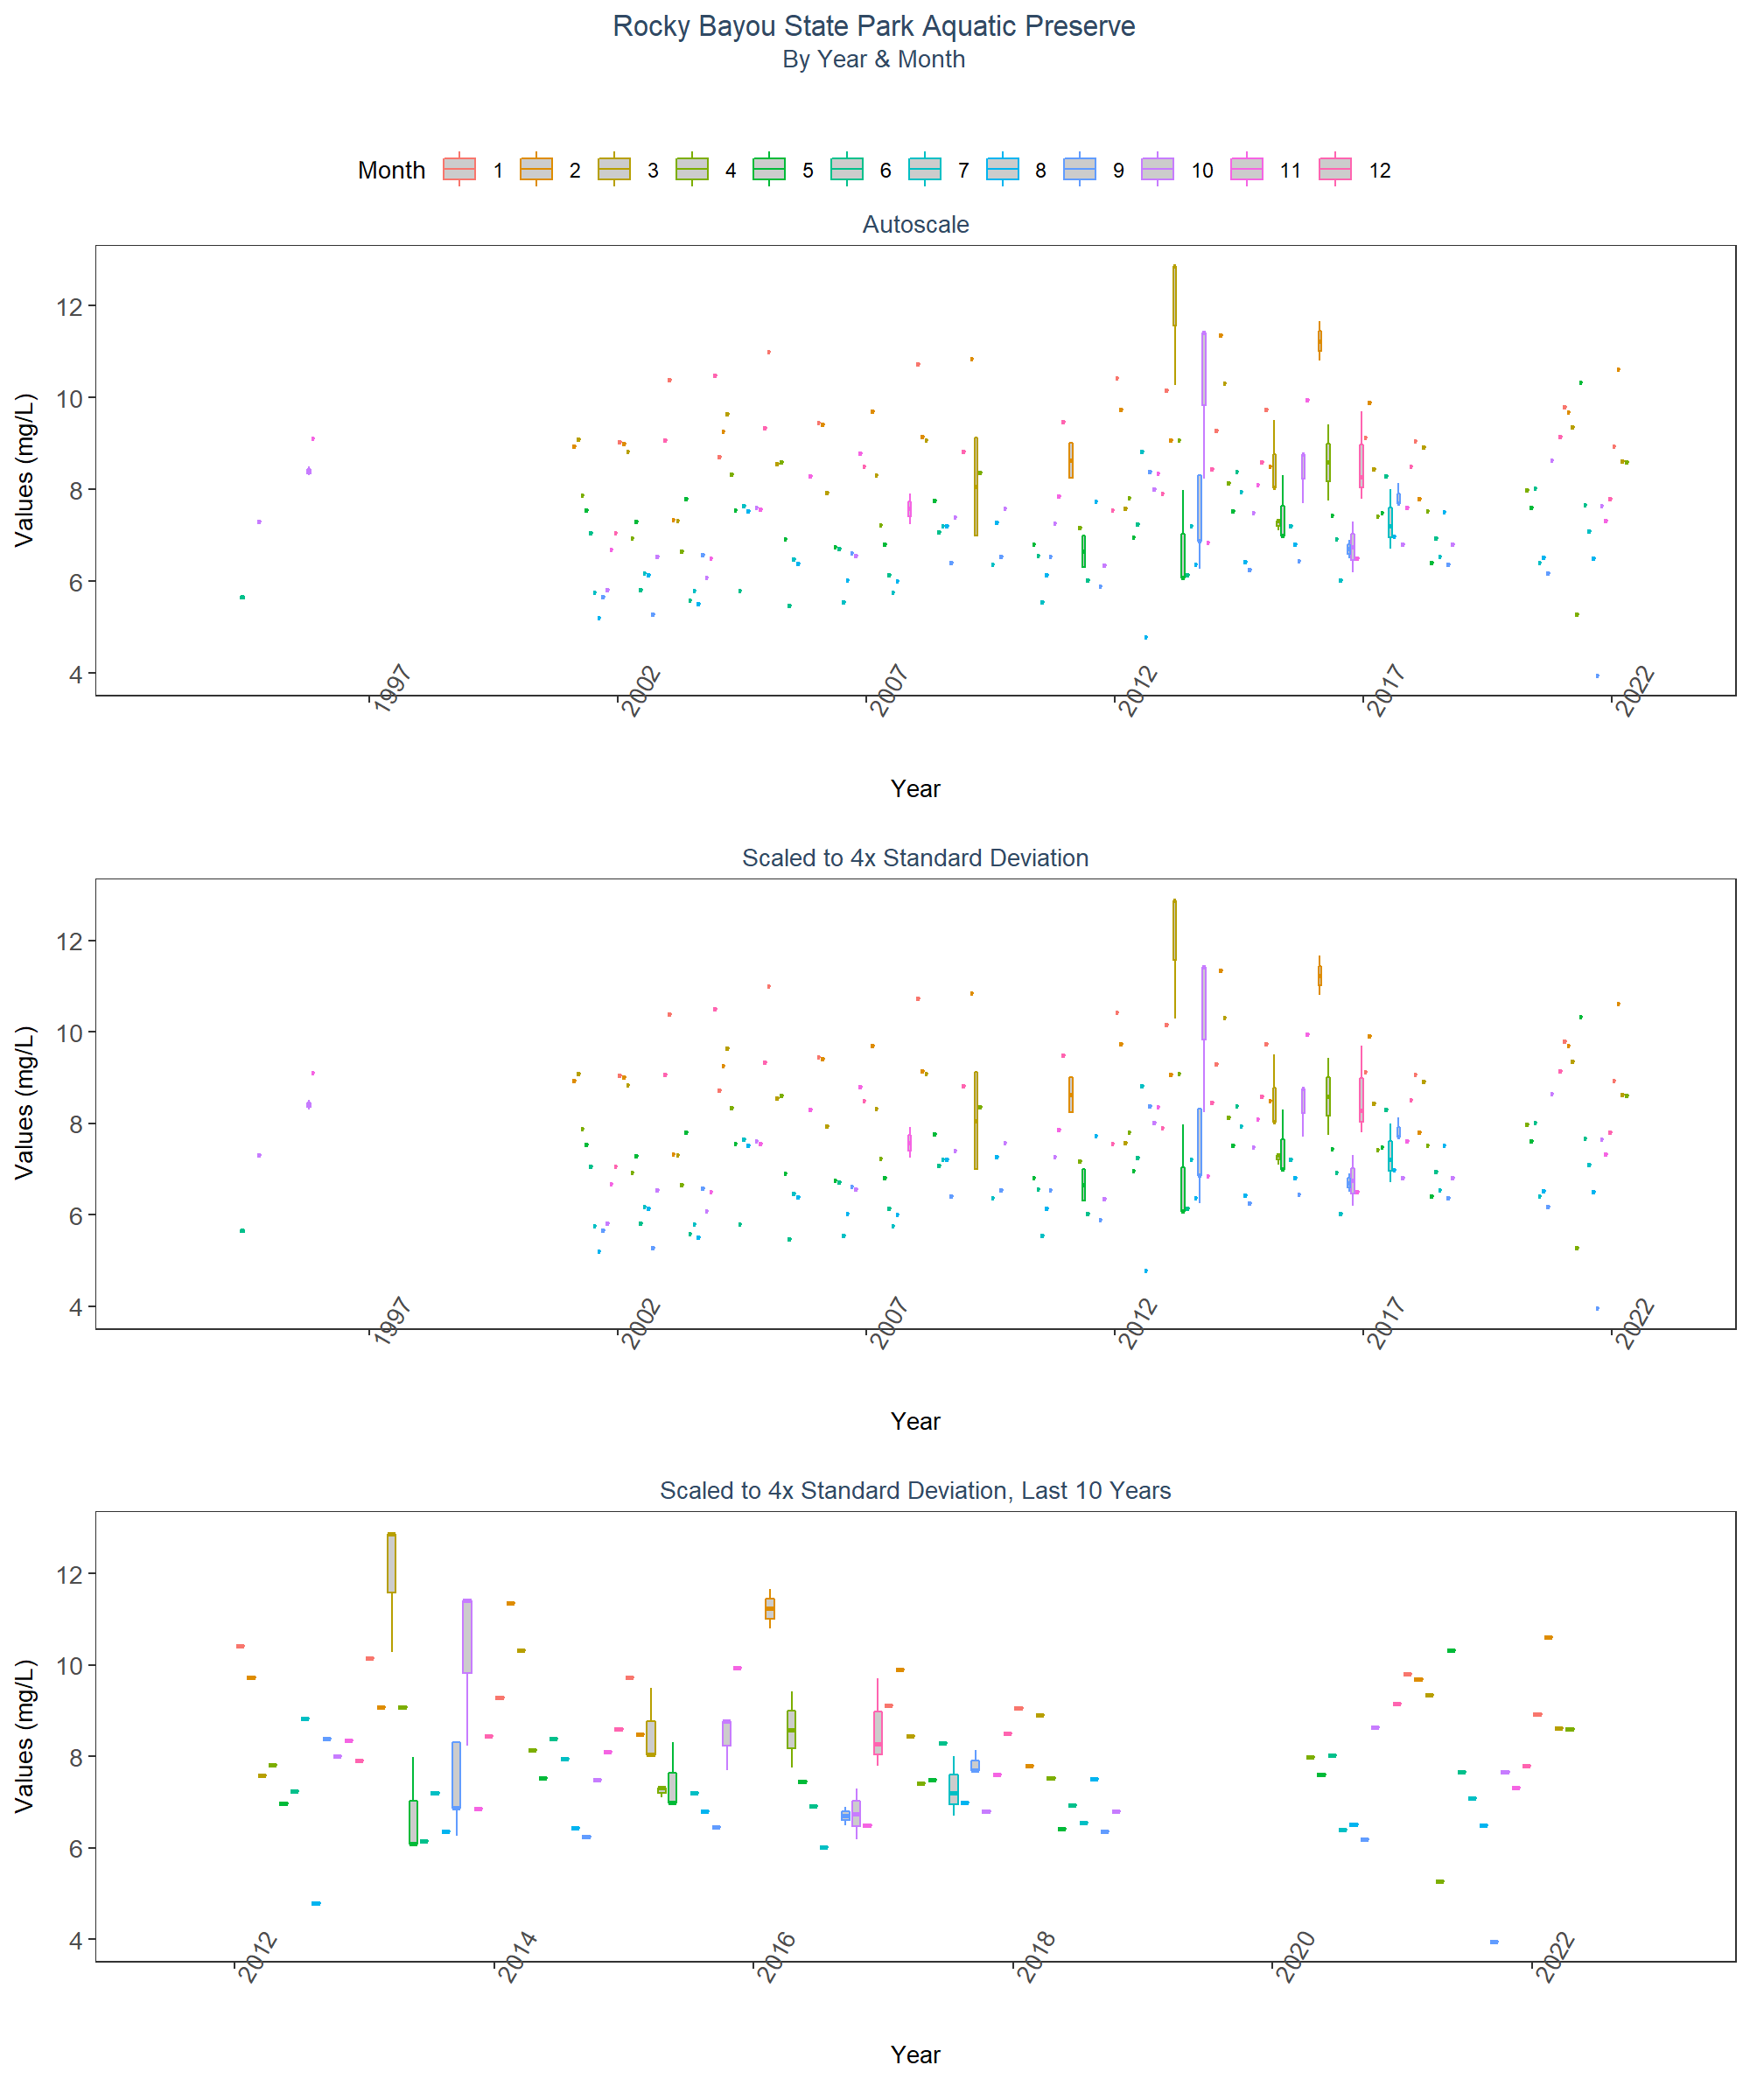 Rocky Bayou State Park Aquatic Preserve
By Year & Month
Month 1 2 3 4 5 6 7 8 9 10 11 12
Autoscale
Values (mg/L)
12
10
8
6
4
1997 2002 2007 2012 2017 2022
Year
Scaled to 4x Standard Deviation
Values (mg/L)
12
10
8
6
4
1997 2002 2007 2012 2017 2022
Year
Scaled to 4x Standard Deviation, Last 10 Years
Values (mg/L)
12
10
8
6
4
2012 2014 2016 2018 2020 2022
Year